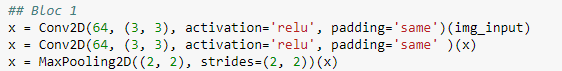 ## Bloc 1
x = Conv2D(64, (3, 3), activation='relu', padding='same')(img_input)
x = Conv2D(64, (3, 3), activation='relu', padding='same' )(x)
x = MaxPooling2D((2, 2), strides=(2, 2))(x)